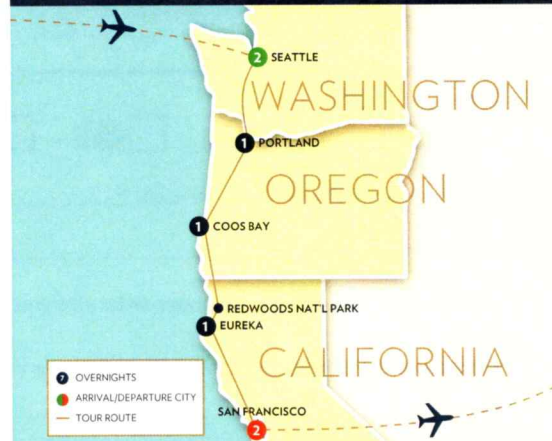 2 SEATTLE
WASHINGTON
1 PORTLAND
OREGON
1 COOS BAY
REDWOODS NAT'L PARK
1 EUREKA
CALIFORNIA
7 OVERNIGHTS
ARRIVAL/DEPARTURE CITY
TOUR ROUTE
SAN FRANCISCO
2